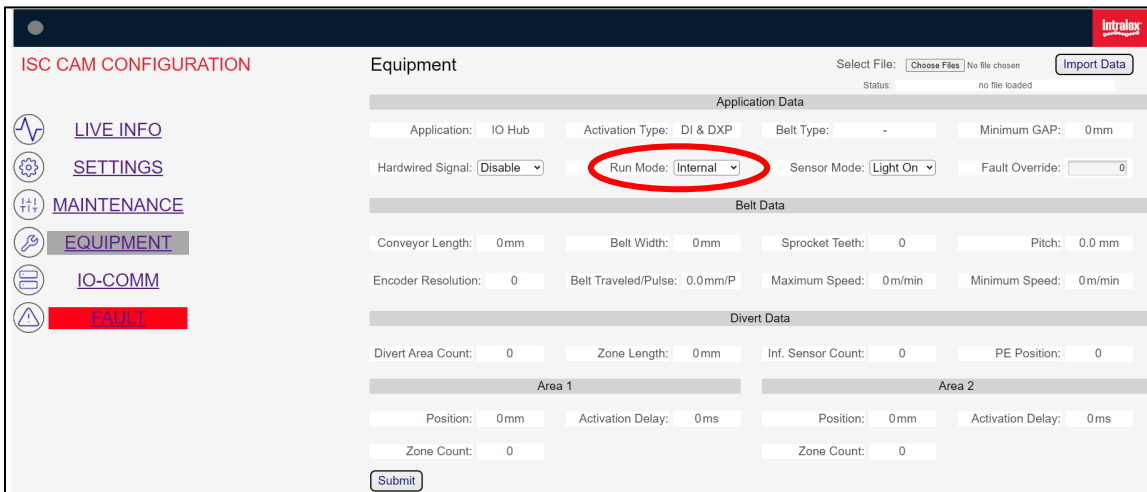 intralox
ISC CAM CONFIGURATION
Equipment
Select File: Choose Files No file chosen Import Data
Status: no file loaded
Application Data
LIVE INFO
Application: IO Hub Activation Type: DI & DXP Belt Type: - Minimum GAP: 0mm
SETTINGS
Hardwired Signal: Disable Run Mode: Internal Sensor Mode: Light On Fault Override: 0
MAINTENANCE
Belt Data
EQUIPMENT
Conveyor Length: 0mm Belt Width: 0mm Sprocket Teeth: 0 Pitch: 0.0 mm
IO-COMM
Encoder Resolution: 0 Belt Traveled/Pulse: 0.0mm/P Maximum Speed: 0m/min Minimum Speed: 0m/min
FAULT
Divert Data
Divert Area Count: 0 Zone Length: 0mm Inf. Sensor Count: 0 PE Position: 0
Area 1 Area 2
Position: 0mm Activation Delay: 0ms Position: 0mm Activation Delay: 0ms
Zone Count: 0 Zone Count: 0
Submit